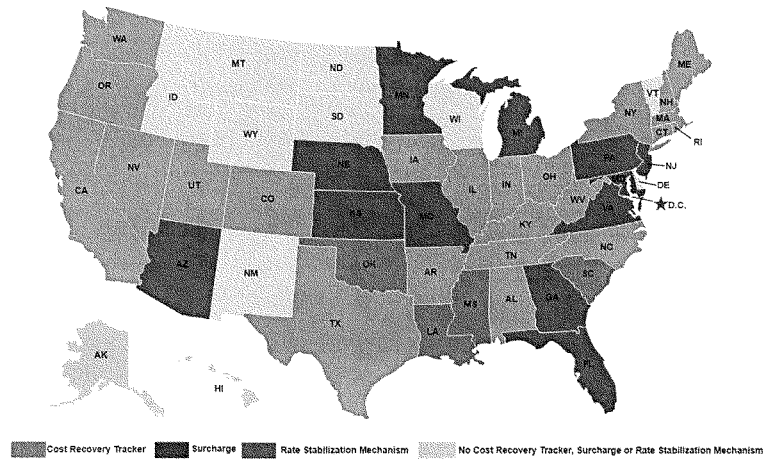 WA
ME
MT
ND
OR
MN
VT
NH
ID
NY
MA
WI
SD
CT
MI
WY
RI
PA
IA
NE
NJ
OH
NV
IL
IN
DE
UT
WV
CO
CA
VA
D.C.
KS
MO
KY
NC
TN
OK
AZ
SC
AR
NM
MS
AL
GA
TX
LA
AK
FL
HI
Cost Recovery Tracker
Surcharge
Rate Stabilization Mechanism
No Cost Recovery Tracker, Surcharge or Rate Stabilization Mechanism